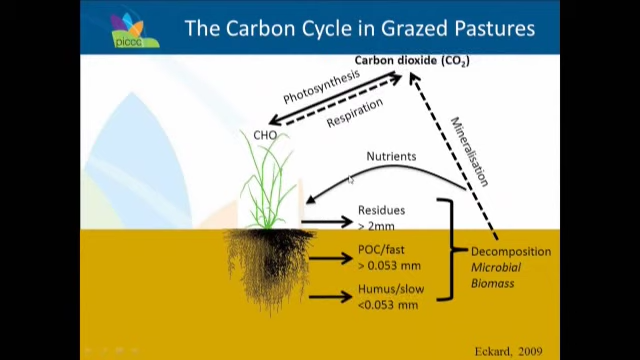 The Carbon Cycle in Grazed Pastures
piccc
Carbon dioxide (CO₂)
Photosynthesis
Respiration
CHO
Mineralisation
Nutrients
Residues
> 2mm
POC/fast
> 0.053 mm
Humus/slow
<0.053 mm
Decomposition
Microbial
Biomass
Eckard, 2009